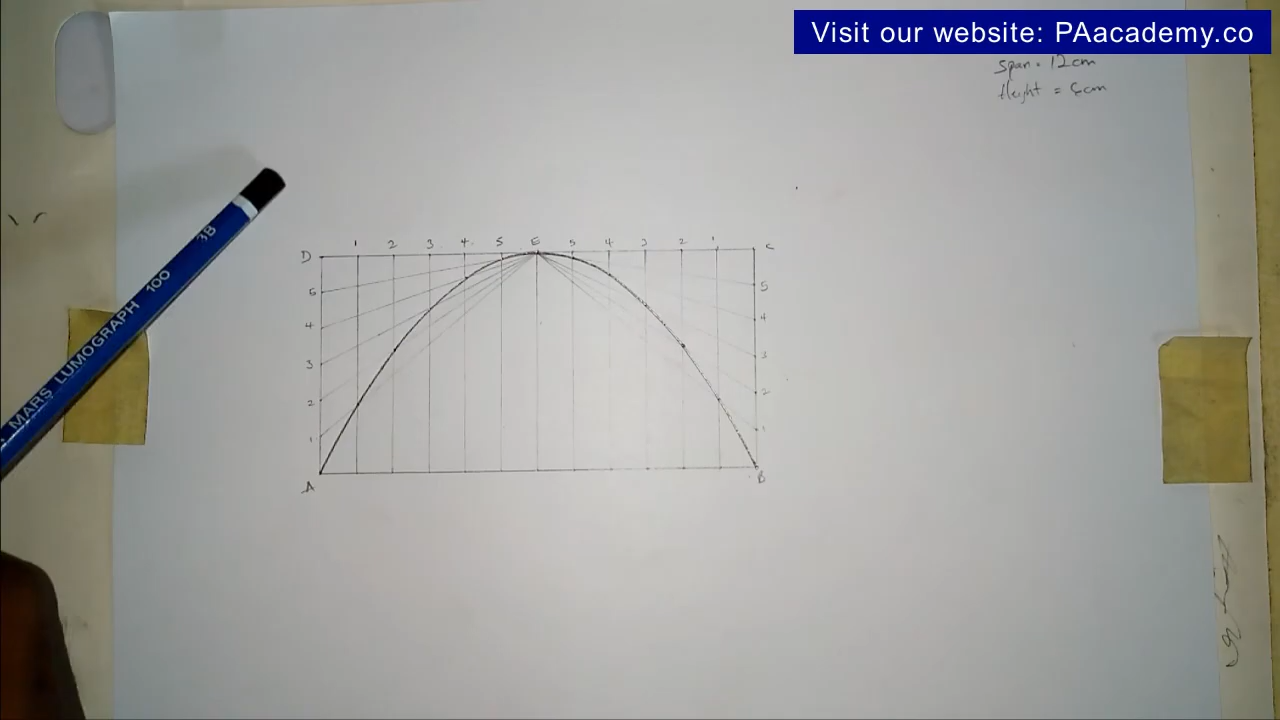 Visit our website: PAacademy.co
span = 12cm
Height = 6cm
1 2 3 4 5 E 5 4 3 2 1
D C
5 5
4 4
3 3
2 2
1 1
A B
MARS LUMOGRAPH 100 3B